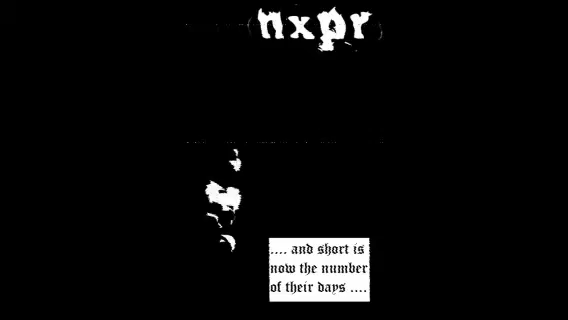 nxpr
.... and short is
now the number
of their days ....